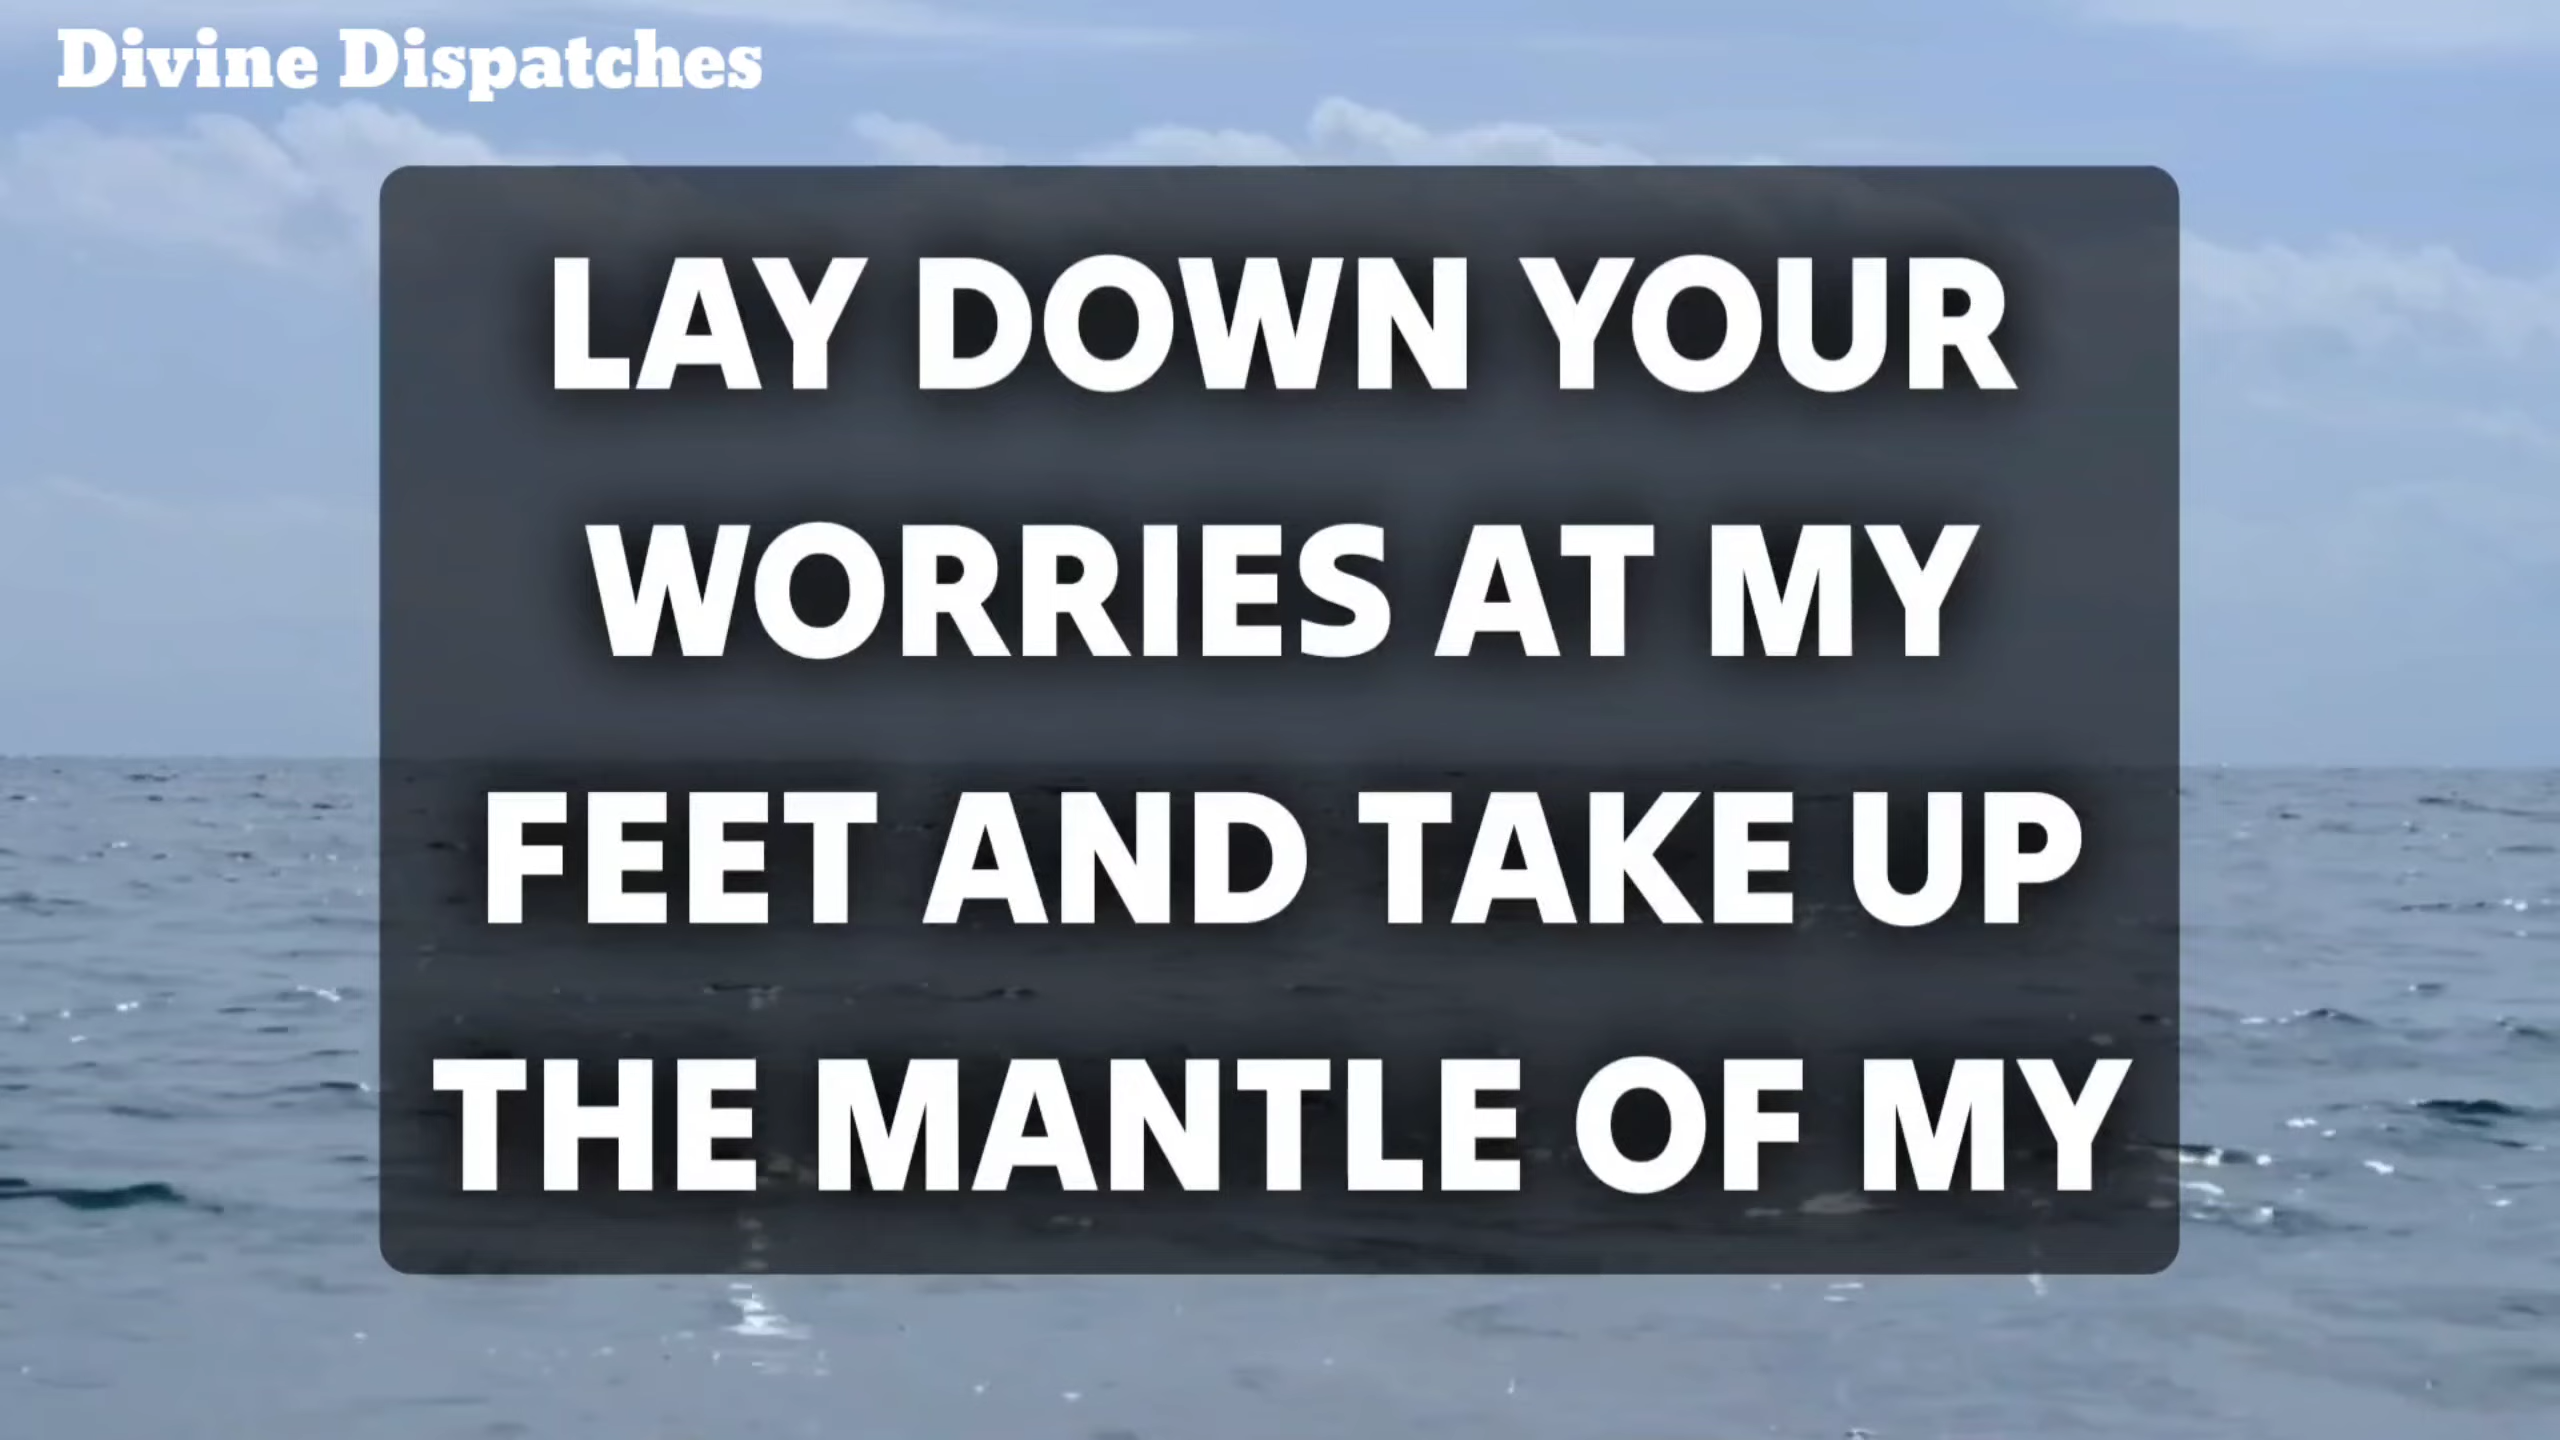 Divine Dispatches
LAY DOWN YOUR
WORRIES AT MY
FEET AND TAKE UP
THE MANTLE OF MY